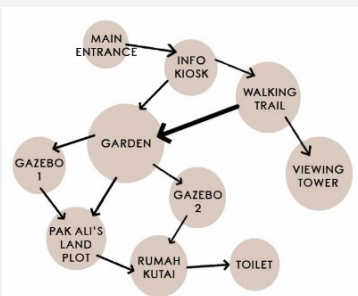 MAIN
ENTRANCE
INFO
KIOSK
WALKING
TRAIL
GARDEN
GAZEBO
1
VIEWING
TOWER
GAZEBO
2
PAK ALI'S
LAND
PLOT
RUMAH
KUTAI
TOILET